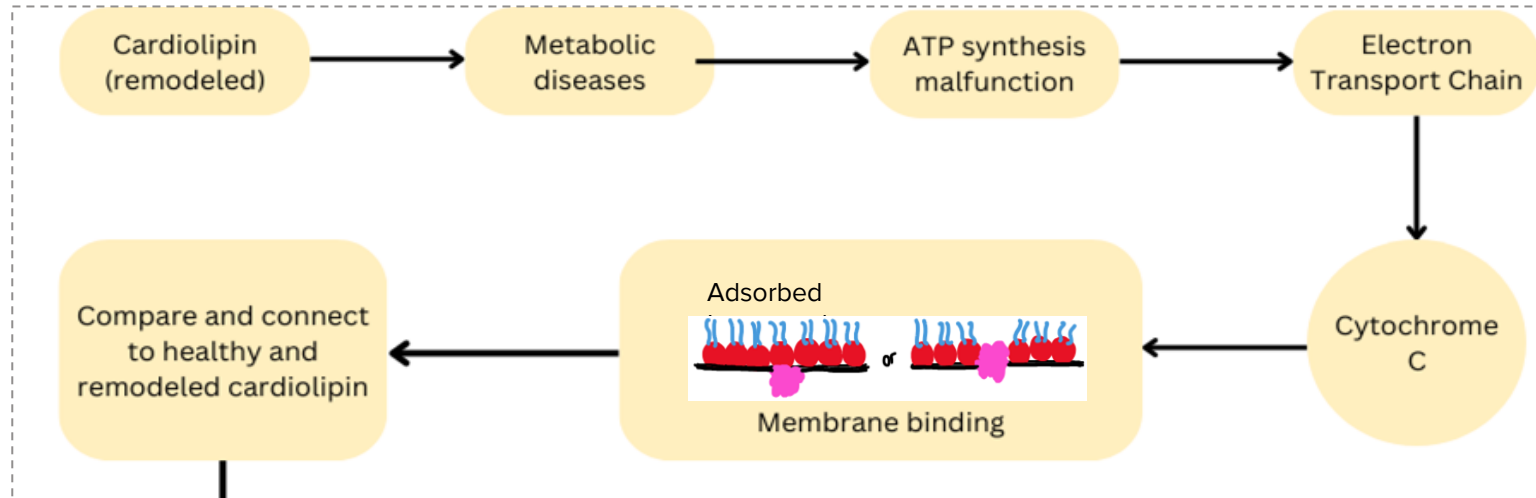 Cardiolipin
(remodeled)
Metabolic
diseases
ATP synthesis
malfunction
Electron
Transport Chain
Cytochrome
C
Adsorbed
or
Membrane binding
Compare and connect
to healthy and
remodeled cardiolipin